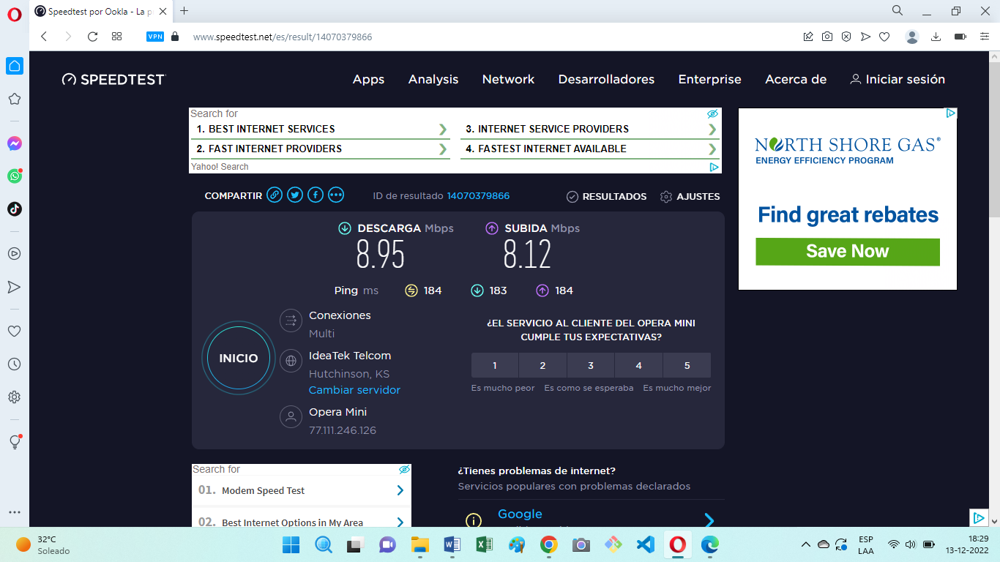 Speedtest por Ookla - La p
VPN
www.speedtest.net/es/result/14070379866
SPEEDTEST
Apps
Analysis
Network
Desarrolladores
Enterprise
Acerca de
Iniciar sesión
Search for
1. BEST INTERNET SERVICES
3. INTERNET SERVICE PROVIDERS
2. FAST INTERNET PROVIDERS
4. FASTEST INTERNET AVAILABLE
Yahoo! Search
NORTH SHORE GAS®
ENERGY EFFICIENCY PROGRAM
Find great rebates
Save Now
COMPARTIR
ID de resultado 14070379866
RESULTADOS
AJUSTES
DESCARGA Mbps
SUBIDA Mbps
8.95
8.12
Ping ms
184
183
184
Conexiones
Multi
IdeaTek Telcom
Hutchinson, KS
Cambiar servidor
Opera Mini
77.111.246.126
INICIO
¿EL SERVICIO AL CLIENTE DEL OPERA MINI
CUMPLE TUS EXPECTATIVAS?
1 2 3 4 5
Es mucho peor
Es como se esperaba
Es mucho mejor
Search for
01. Modem Speed Test
02. Best Internet Options in My Area
¿Tienes problemas de internet?
Servicios populares con problemas declarados
Google
32°C
Soleado
ESP
LAA
18:29
13-12-2022